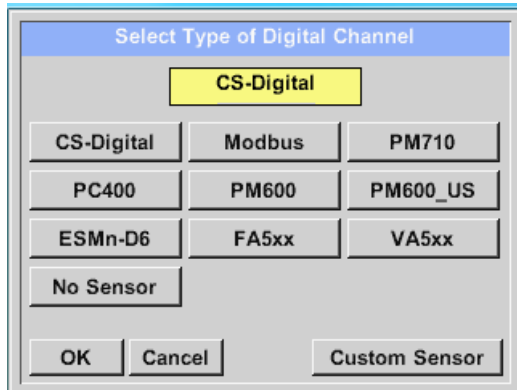 Select Type of Digital Channel
CS-Digital
CS-Digital Modbus PM710
PC400 PM600 PM600_US
ESMn-D6 FA5xx VA5xx
No Sensor
OK Cancel Custom Sensor